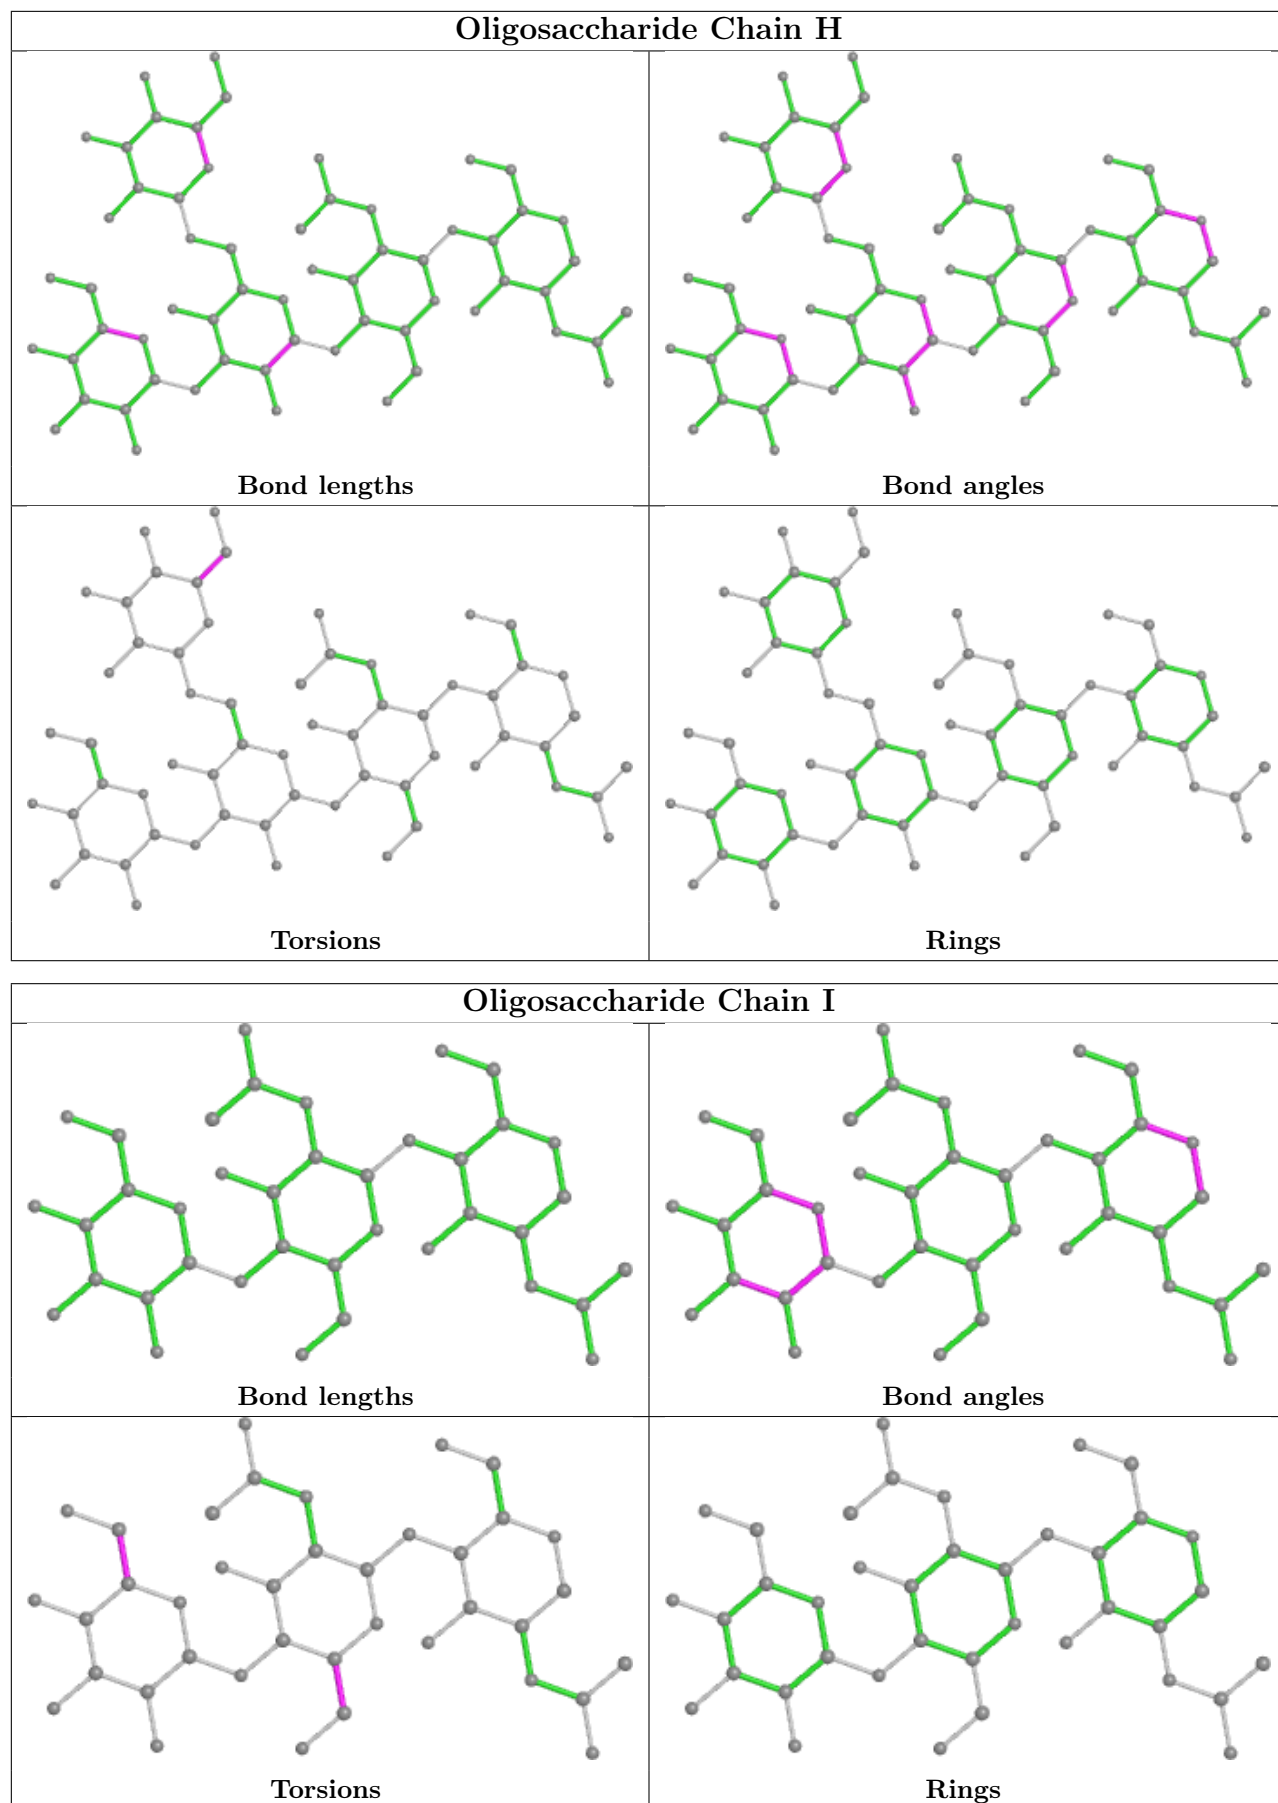 Oligosaccharide Chain H
Bond lengths
Bond angles
Torsions
Rings
Oligosaccharide Chain I
Bond lengths
Bond angles
Torsions
Rings